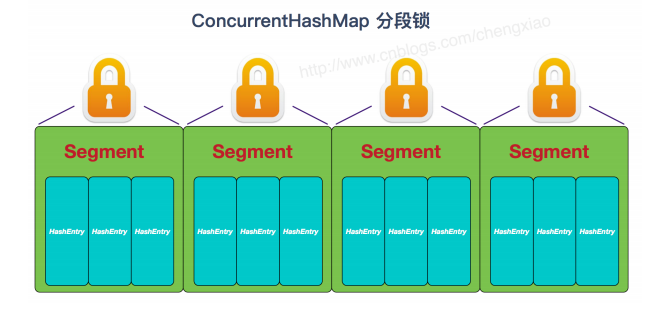 ConcurrentHashMap 分段锁
http://www.cnblogs.com/chengxiao
Segment Segment Segment Segment
HashEntry HashEntry HashEntry HashEntry HashEntry HashEntry HashEntry HashEntry HashEntry HashEntry HashEntry HashEntry